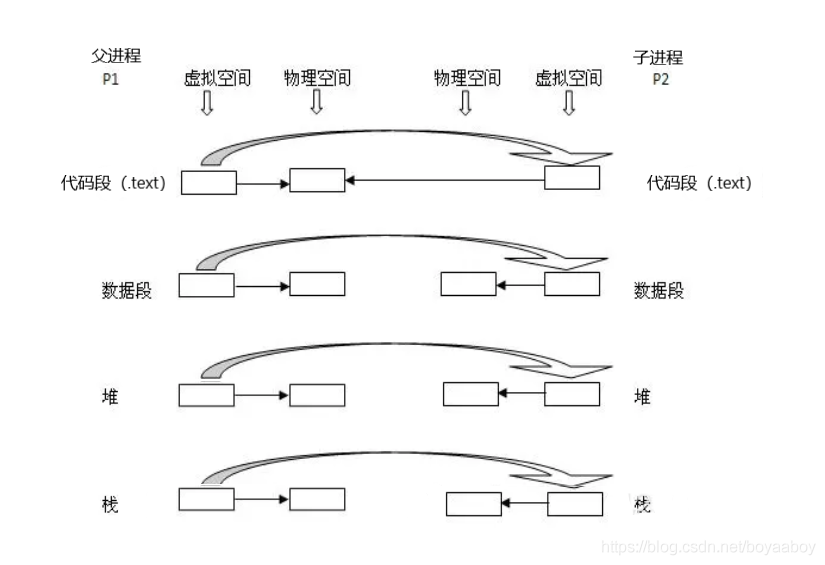 父进程
子进程
P1
虚拟空间
物理空间
物理空间
虚拟空间
P2
代码段（.text）
代码段（.text）
数据段
数据段
堆
堆
栈
栈
https://blog.csdn.net/boyaaboy